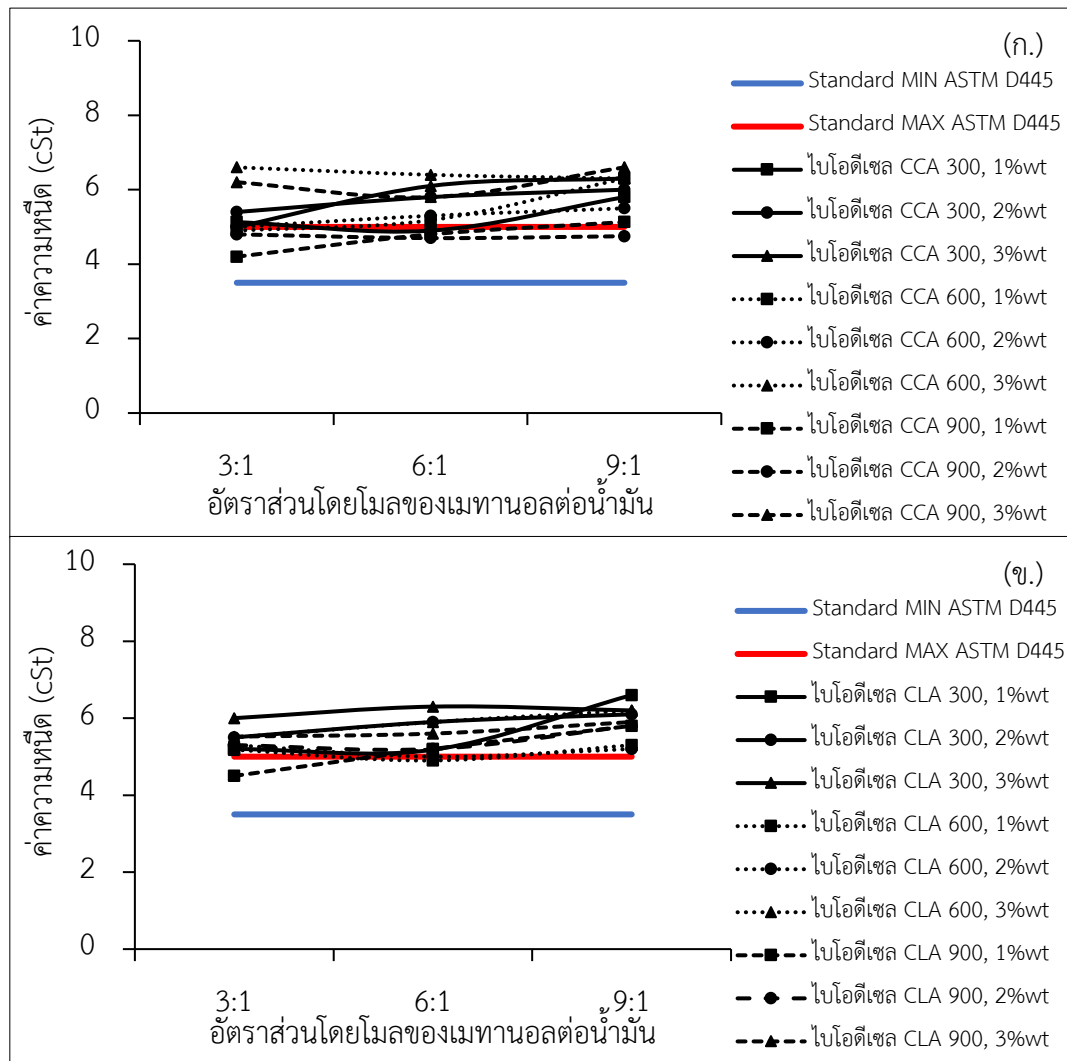 (ก.)
10
8
6
4
2
0
ค่าความหนืด (cSt)
3:1 6:1 9:1
อัตราส่วนโดยโมลของเมทานอลต่อน้ำมัน
Standard MIN ASTM D445
Standard MAX ASTM D445
ไบโอดีเซล CCA 300, 1%wt
ไบโอดีเซล CCA 300, 2%wt
ไบโอดีเซล CCA 300, 3%wt
ไบโอดีเซล CCA 600, 1%wt
ไบโอดีเซล CCA 600, 2%wt
ไบโอดีเซล CCA 600, 3%wt
ไบโอดีเซล CCA 900, 1%wt
ไบโอดีเซล CCA 900, 2%wt
ไบโอดีเซล CCA 900, 3%wt
(ข.)
10
8
6
4
2
0
ค่าความหนืด (cSt)
3:1 6:1 9:1
อัตราส่วนโดยโมลของเมทานอลต่อน้ำมัน
Standard MIN ASTM D445
Standard MAX ASTM D445
ไบโอดีเซล CLA 300, 1%wt
ไบโอดีเซล CLA 300, 2%wt
ไบโอดีเซล CLA 300, 3%wt
ไบโอดีเซล CLA 600, 1%wt
ไบโอดีเซล CLA 600, 2%wt
ไบโอดีเซล CLA 600, 3%wt
ไบโอดีเซล CLA 900, 1%wt
ไบโอดีเซล CLA 900, 2%wt
ไบโอดีเซล CLA 900, 3%wt